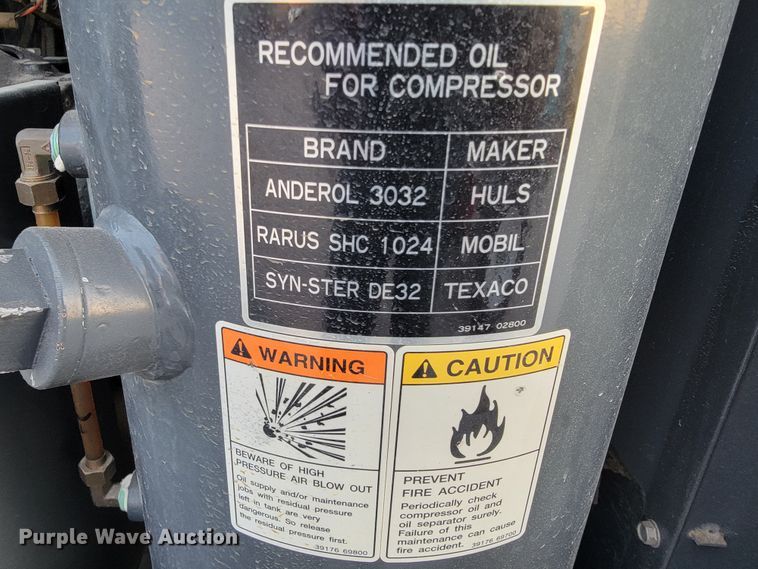 RECOMMENDED OIL
FOR COMPRESSOR
BRAND MAKER
ANDEROL 3032 HULS
RARUS SHC 1024 MOBIL
SYN-STER DE32 TEXACO
39147 02800
WARNING
BEWARE OF HIGH
PRESSURE AIR BLOW OUT
Oil supply and/or maintenance
jobs with residual pressure
left in tank are very
dangerous. So release
the residual pressure first.
39176 69800
CAUTION
PREVENT
FIRE ACCIDENT
Periodically check
compressor oil and
oil separator surely.
Failure of this
maintenance can cause
fire accident.
39176 69700
Purple Wave Auction